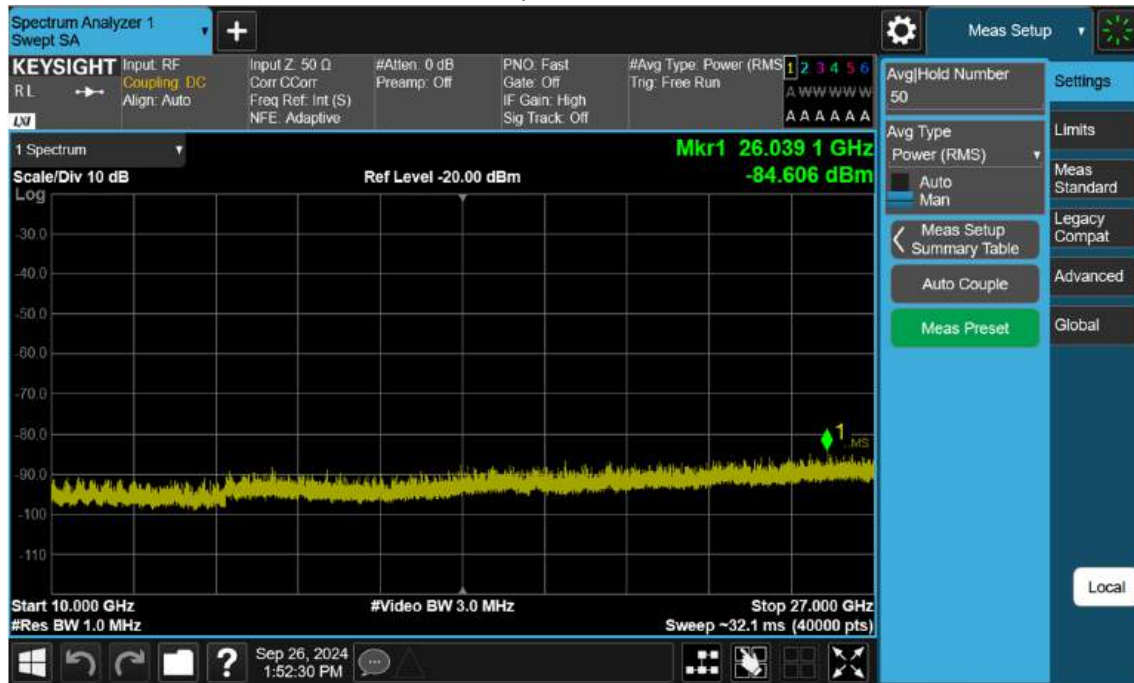 Spectrum Analyzer 1
Swept SA
+
Meas Setup
KEYSIGHT
RL
LXI
Input: RF
Coupling: DC
Align: Auto
Input Z: 50 Ω
Corr CCorr
Freq Ref: Int (S)
NFE: Adaptive
#Atten: 0 dB
Preamp: Off
PNO: Fast
Gate: Off
IF Gain: High
Sig Track: Off
#Avg Type: Power (RMS
Trig: Free Run
1 2 3 4 5 6
A W W W W W
A A A A A A
1 Spectrum
Scale/Div 10 dB
Log
Ref Level -20.00 dBm
Mkr1 26.039 1 GHz
-84.606 dBm
-30.0
-40.0
-50.0
-60.0
-70.0
-80.0
-90.0
-100
-110
1
Start 10.000 GHz
#Res BW 1.0 MHz
#Video BW 3.0 MHz
Stop 27.000 GHz
Sweep ~32.1 ms (40000 pts)
Avg|Hold Number
50
Avg Type
Power (RMS)
Auto
Man
Meas Setup
Summary Table
Auto Couple
Meas Preset
Settings
Limits
Meas
Standard
Legacy
Compat
Advanced
Global
Local
?
Sep 26, 2024
1:52:30 PM